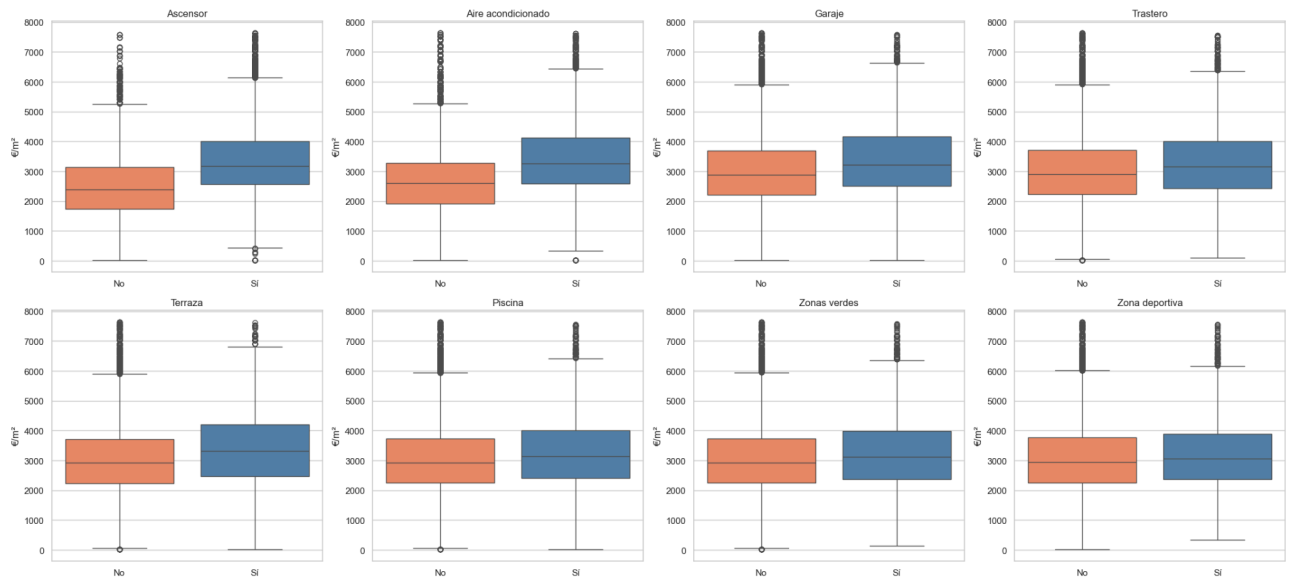 Ascensor
€/m²
8000
7000
6000
5000
4000
3000
2000
1000
0
No
Sí
Aire acondicionado
€/m²
8000
7000
6000
5000
4000
3000
2000
1000
0
No
Sí
Garaje
€/m²
8000
7000
6000
5000
4000
3000
2000
1000
0
No
Sí
Trastero
€/m²
8000
7000
6000
5000
4000
3000
2000
1000
0
No
Sí
Terraza
€/m²
8000
7000
6000
5000
4000
3000
2000
1000
0
No
Sí
Piscina
€/m²
8000
7000
6000
5000
4000
3000
2000
1000
0
No
Sí
Zonas verdes
€/m²
8000
7000
6000
5000
4000
3000
2000
1000
0
No
Sí
Zona deportiva
€/m²
8000
7000
6000
5000
4000
3000
2000
1000
0
No
Sí